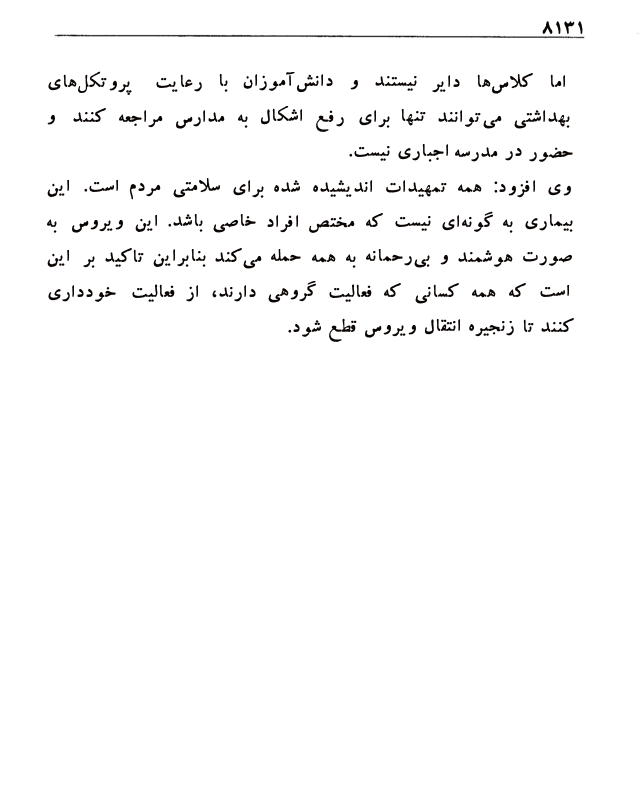 ۸۱۳۱
اما کلاس‌ها دایر نیستند و دانش‌آموزان با رعایت پروتکل‌های
بهداشتی می‌توانند تنها برای رفع اشکال به مدارس مراجعه کنند و
حضور در مدرسه اجباری نیست.
وی افزود: همه تمهیدات اندیشیده شده برای سلامتی مردم است. این
بیماری به گونه‌ای نیست که مختص افراد خاصی باشد. این ویروس به
صورت هوشمند و بی‌رحمانه به همه حمله می‌کند بنابراین تاکید بر این
است که همه کسانی که فعالیت گروهی دارند، از فعالیت خودداری
کنند تا زنجیره انتقال ویروس قطع شود.